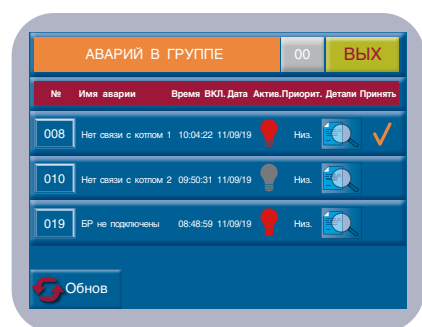 АВАРИЙ В ГРУППЕ 00 ВЫХ
№ Имя аварии Время ВКЛ. Дата Актив. Приорит. Детали Принять
008 Нет связи с котлом 1 10:04:22 11/09/19 Низ.
010 Нет связи с котлом 2 09:50:31 11/09/19 Низ.
019 БР не подключены 08:48:59 11/09/19 Низ.
Обнов